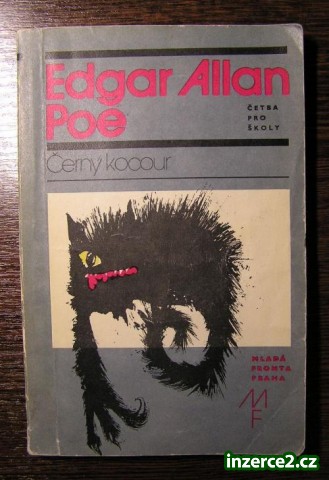 Edgar Allan
Poe
ČETBA
PRO
ŠKOLY
Černý kocour
MLADÁ
FRONTA
PRAHA
MF
inzerce2.cz